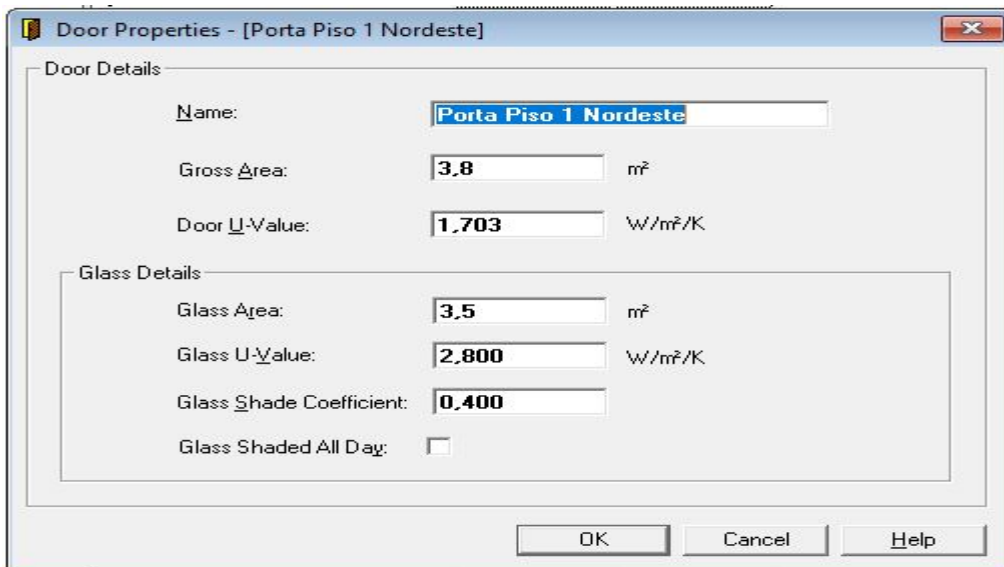 Door Properties - [Porta Piso 1 Nordeste]
Door Details
Name: Porta Piso 1 Nordeste
Gross Area: 3,8 m²
Door U-Value: 1,703 W/m²/K
Glass Details
Glass Area: 3,5 m²
Glass U-Value: 2,800 W/m²/K
Glass Shade Coefficient: 0,400
Glass Shaded All Day:
OK Cancel Help